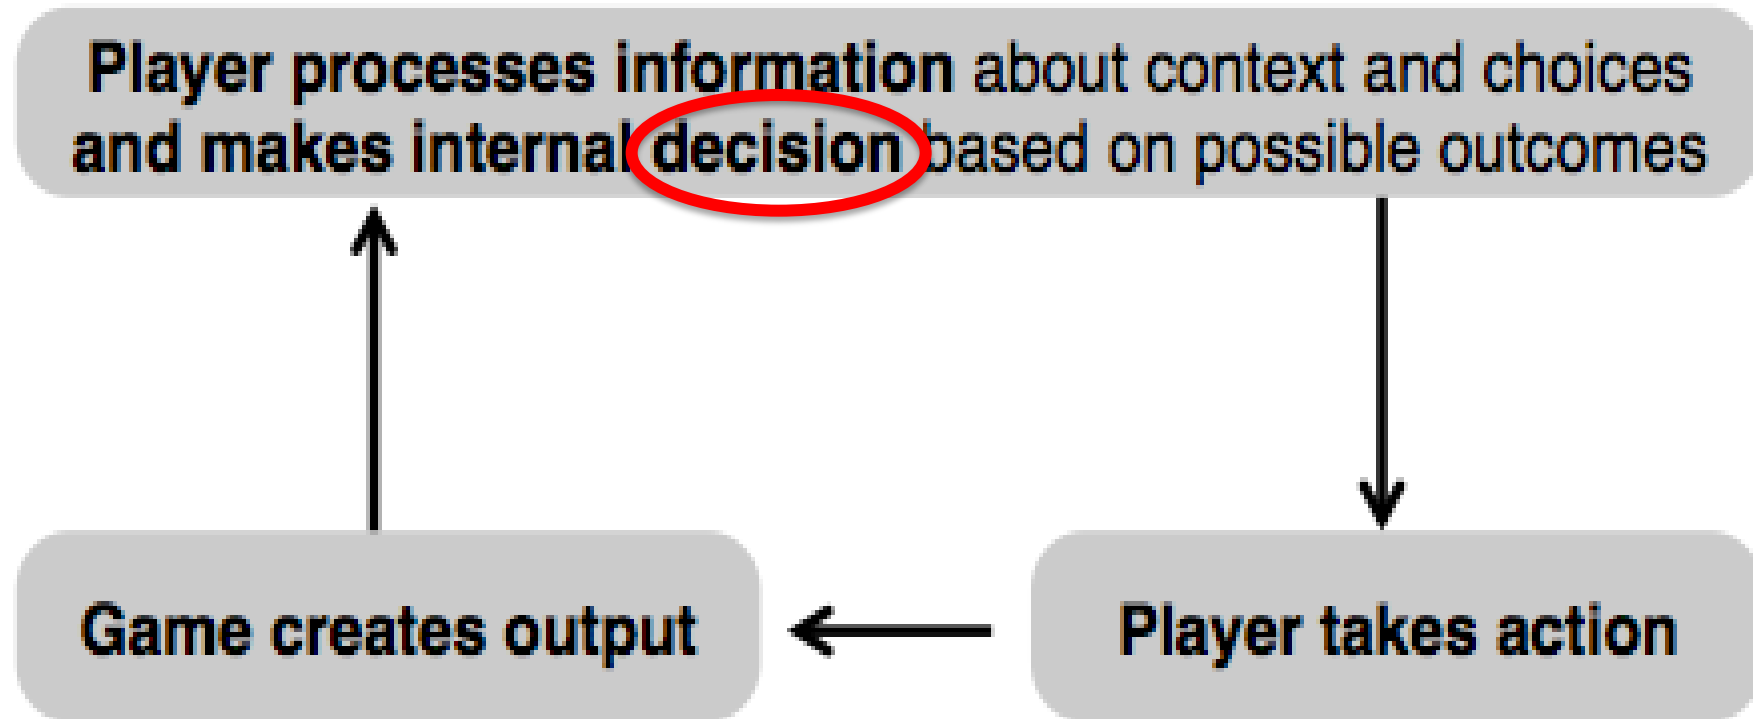 Player processes information about context and choices
and makes internal decision based on possible outcomes
Game creates output
Player takes action